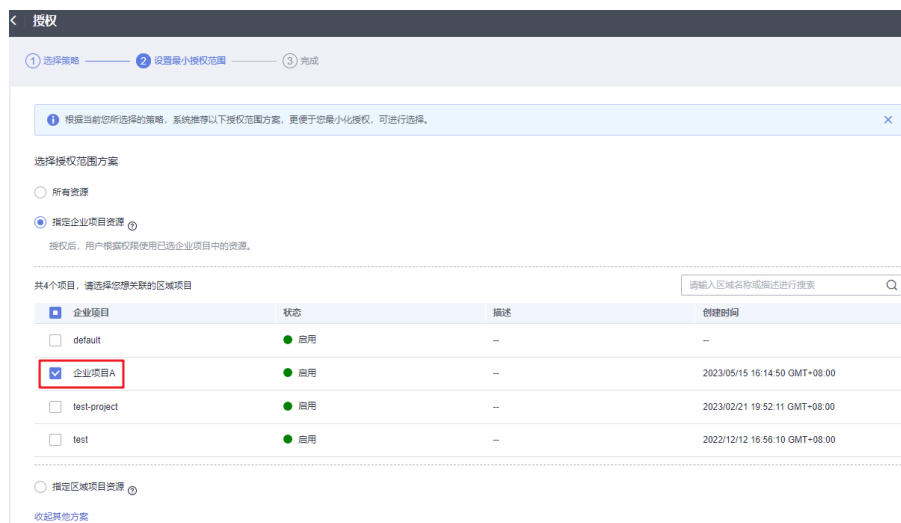 授权
1 选择策略 2 设置最小授权范围 3 完成
根据当前您所选择的策略，系统推荐以下授权范围方案，更便于您最小化授权，可进行选择。
选择授权范围方案
所有资源
指定企业项目资源
授权后，用户根据权限使用已选企业项目中的资源。
共4个项目，请选择您想关联的区域项目 请输入区域名称或描述进行搜索
企业项目 状态 描述 创建时间
default 启用 -- --
企业项目A 启用 -- 2023/05/15 16:14:50 GMT+08:00
test-project 启用 -- 2023/02/21 19:52:11 GMT+08:00
test 启用 -- 2022/12/12 16:56:10 GMT+08:00
指定区域项目资源
收起其他方案